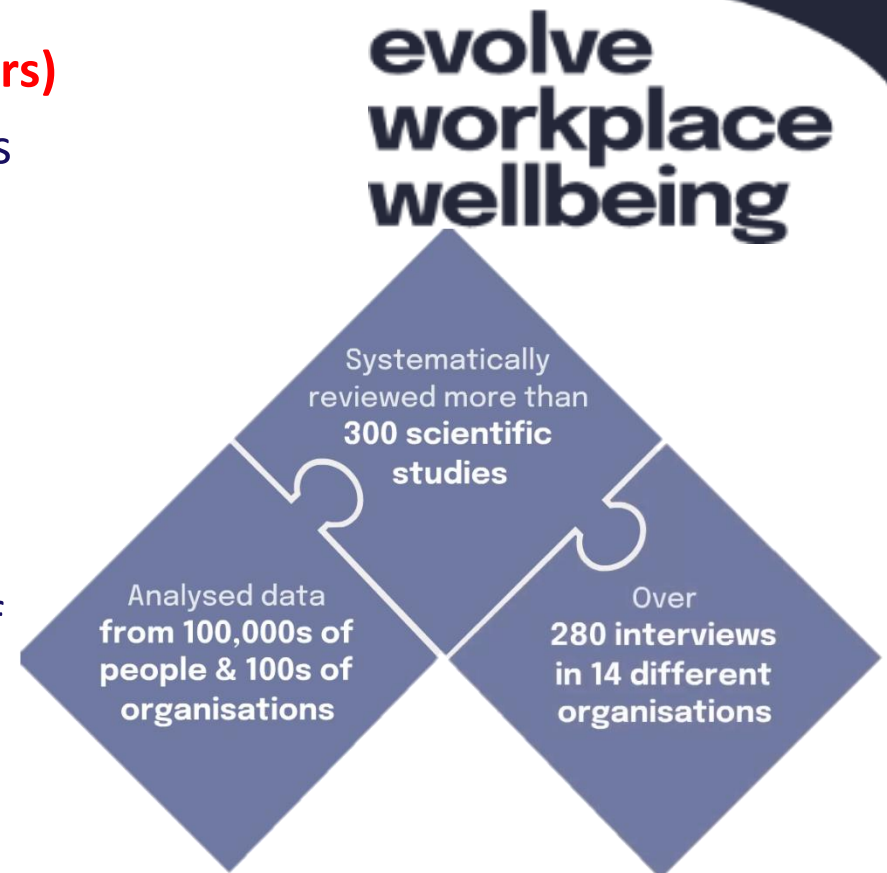 rs)
s
evolve
workplace
wellbeing
Systematically
reviewed more than
300 scientific
studies
Analysed data
from 100,000s of
people & 100s of
organisations
Over
280 interviews
in 14 different
organisations